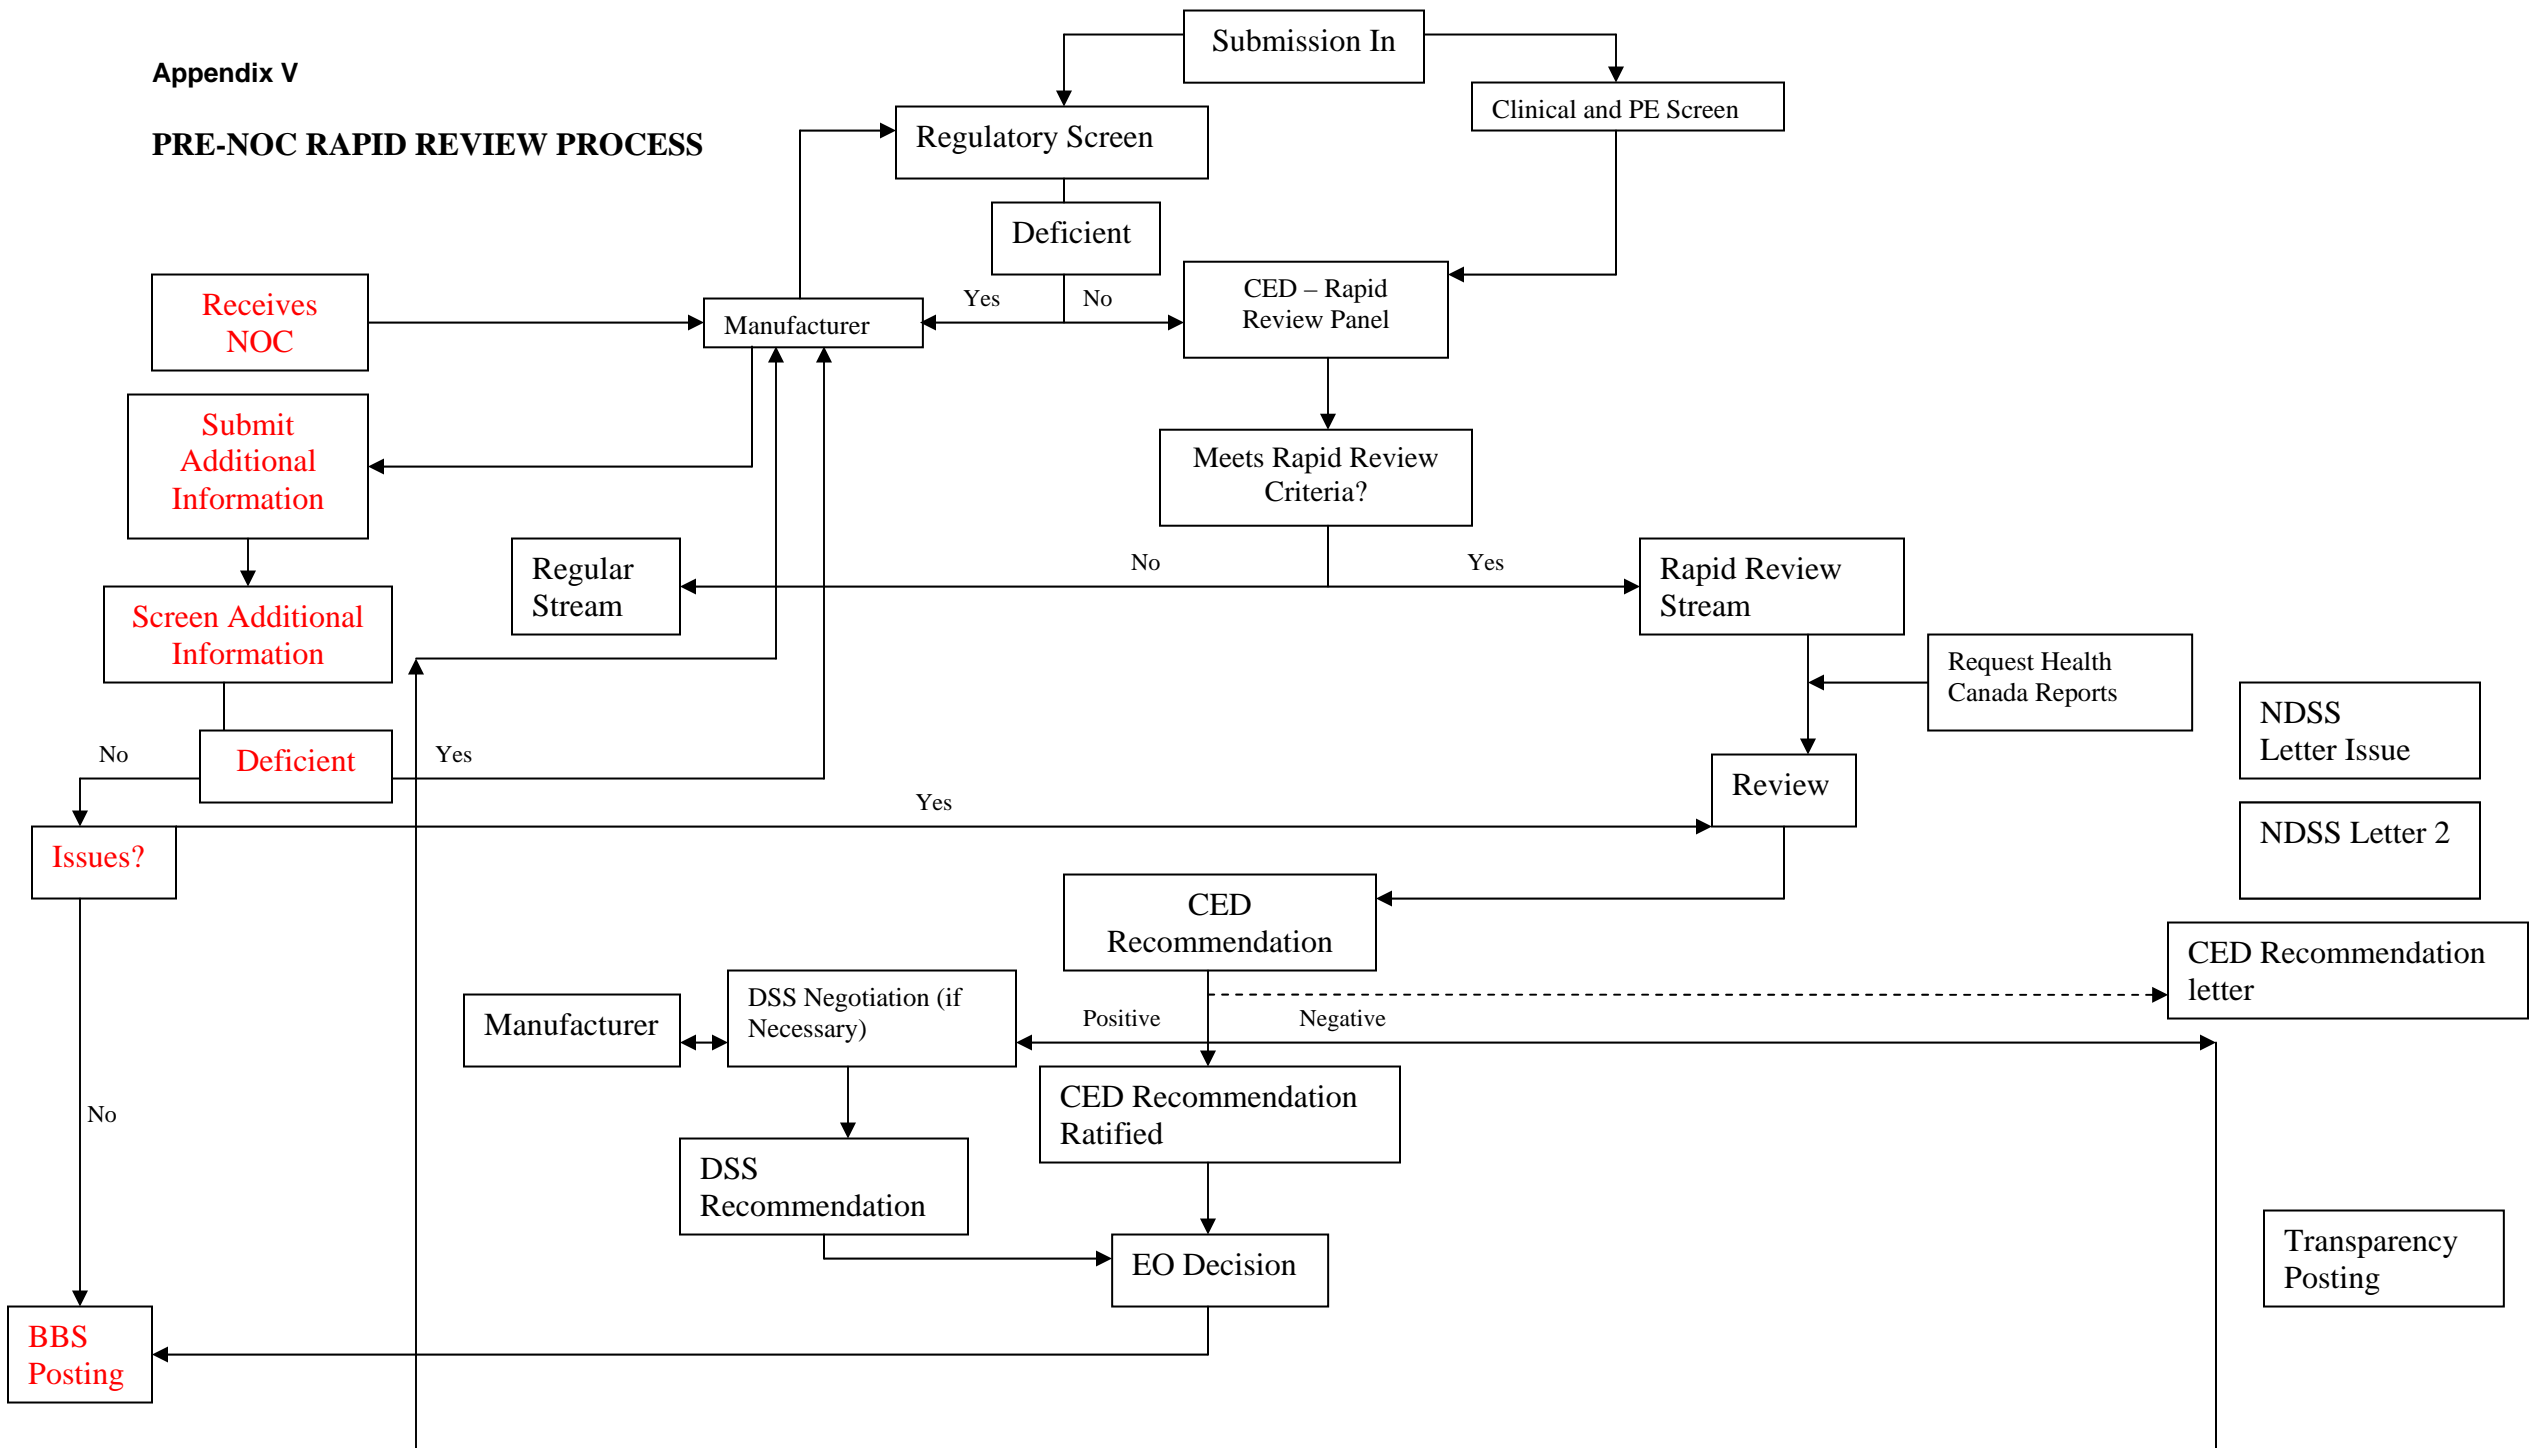 Submission In
Appendix V
Clinical and PE Screen
PRE-NOC RAPID REVIEW PROCESS
Regulatory Screen
Deficient
Receives
NOC
Yes
No
CED – Rapid
Review Panel
Manufacturer
Submit
Additional
Information
Meets Rapid Review
Criteria?
No
Yes
Regular
Stream
Rapid Review
Stream
Screen Additional
Information
Request Health
Canada Reports
NDSS
Letter Issue
No
Deficient
Yes
Review
Yes
NDSS Letter 2
Issues?
CED
Recommendation
CED Recommendation
letter
Manufacturer
DSS Negotiation (if
Necessary)
Positive
Negative
No
CED Recommendation
Ratified
DSS
Recommendation
EO Decision
Transparency
Posting
BBS
Posting